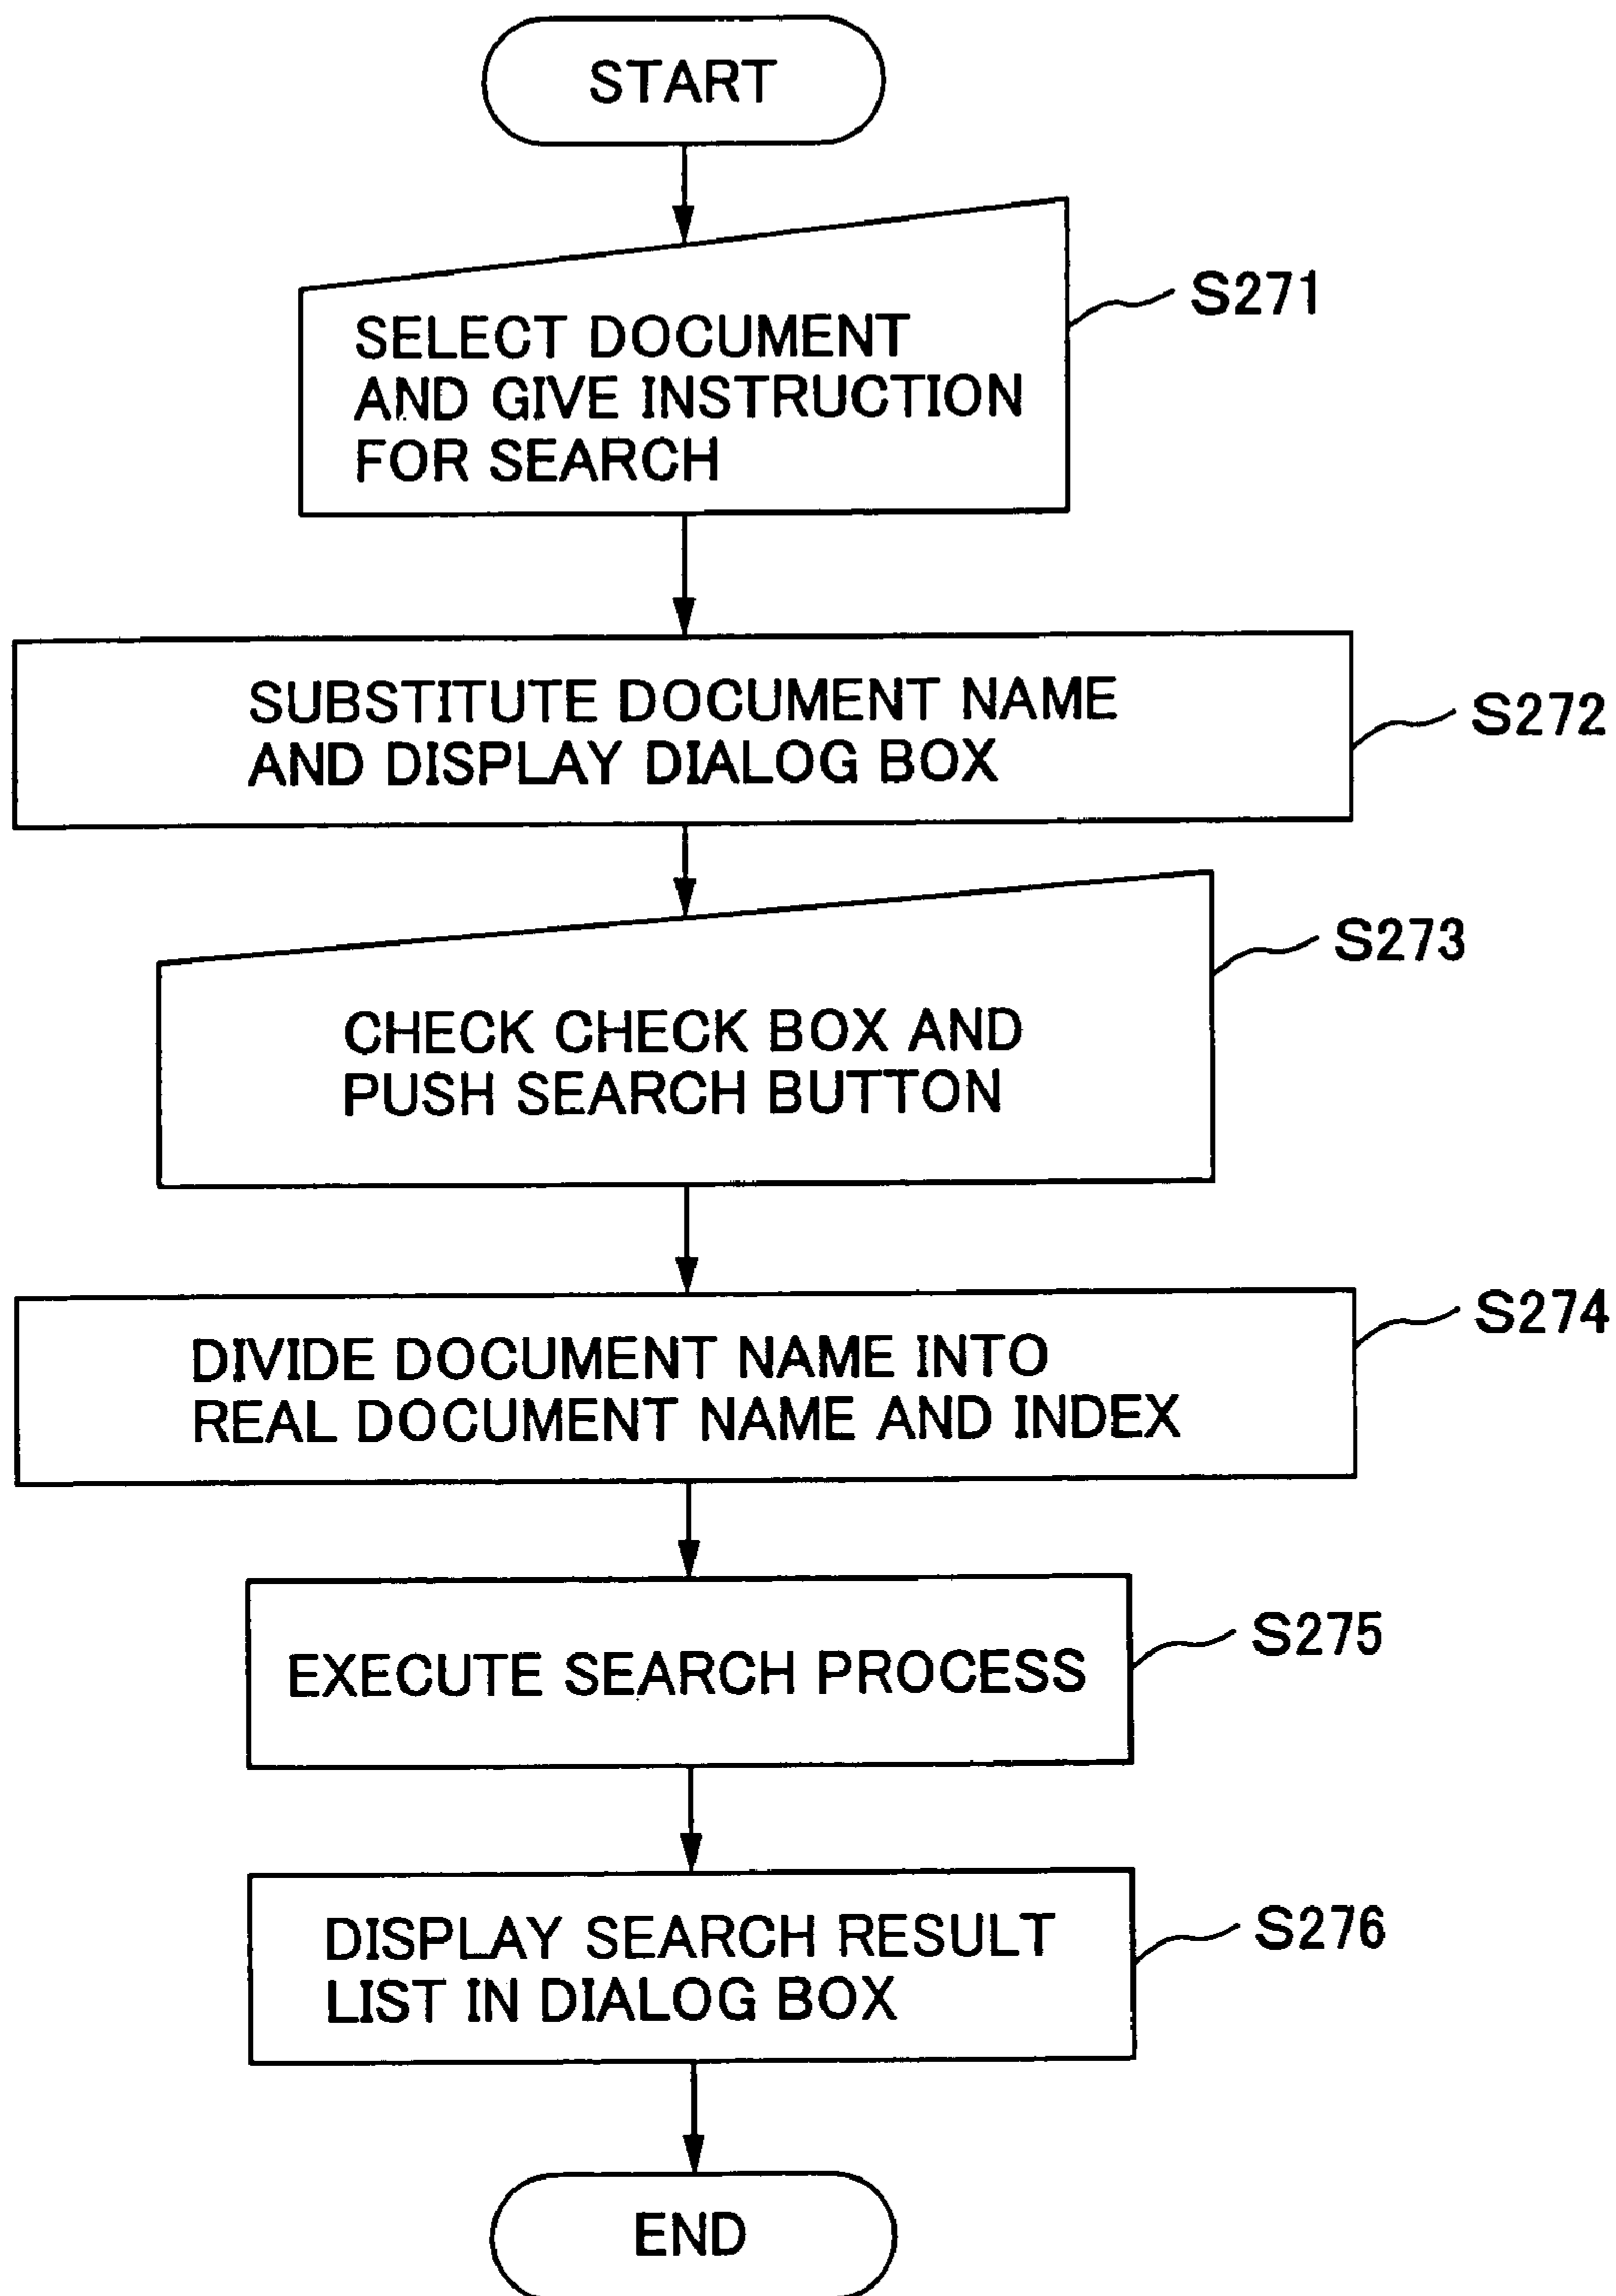 START
S271
SELECT DOCUMENT
AND GIVE INSTRUCTION
FOR SEARCH
S272
SUBSTITUTE DOCUMENT NAME
AND DISPLAY DIALOG BOX
S273
CHECK CHECK BOX AND
PUSH SEARCH BUTTON
S274
DIVIDE DOCUMENT NAME INTO
REAL DOCUMENT NAME AND INDEX
S275
EXECUTE SEARCH PROCESS
S276
DISPLAY SEARCH RESULT
LIST IN DIALOG BOX
END